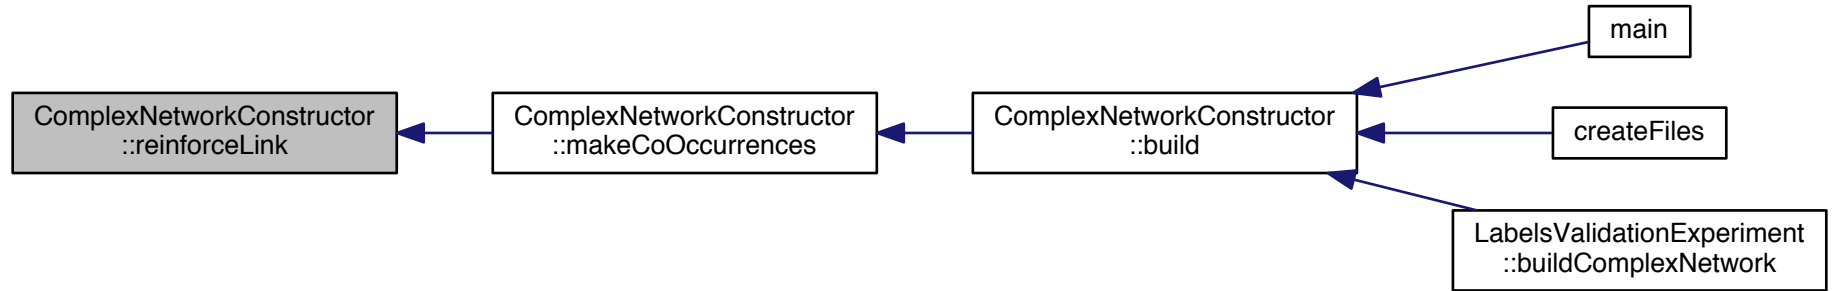 ComplexNetworkConstructor
::reinforceLink
ComplexNetworkConstructor
::makeCoOccurrences
ComplexNetworkConstructor
::build
main
createFiles
LabelsValidationExperiment
::buildComplexNetwork